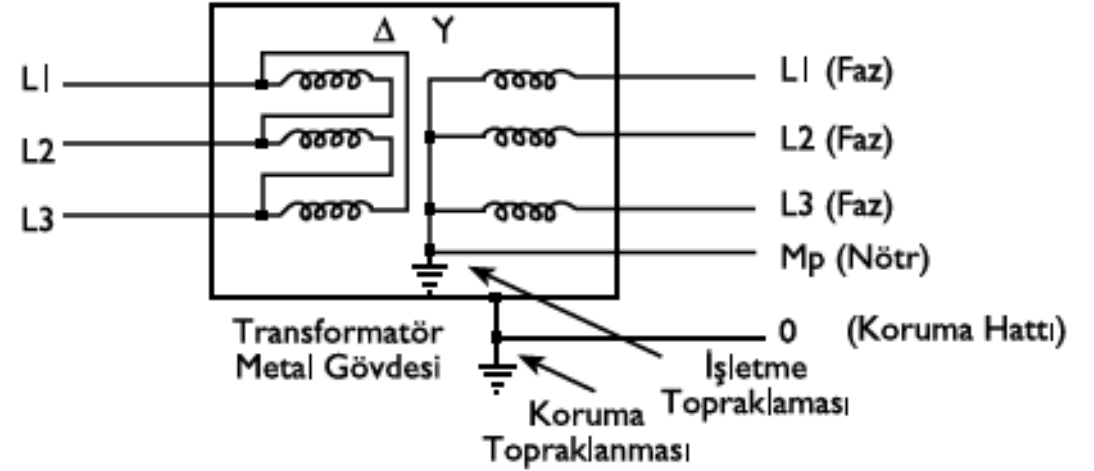 Δ Y
L1
L2
L3
L1 (Faz)
L2 (Faz)
L3 (Faz)
Mp (Nötr)
0 (Koruma Hattı)
Transformatör
Metal Gövdesi
İşletme
Topraklaması
Koruma
Topraklanması